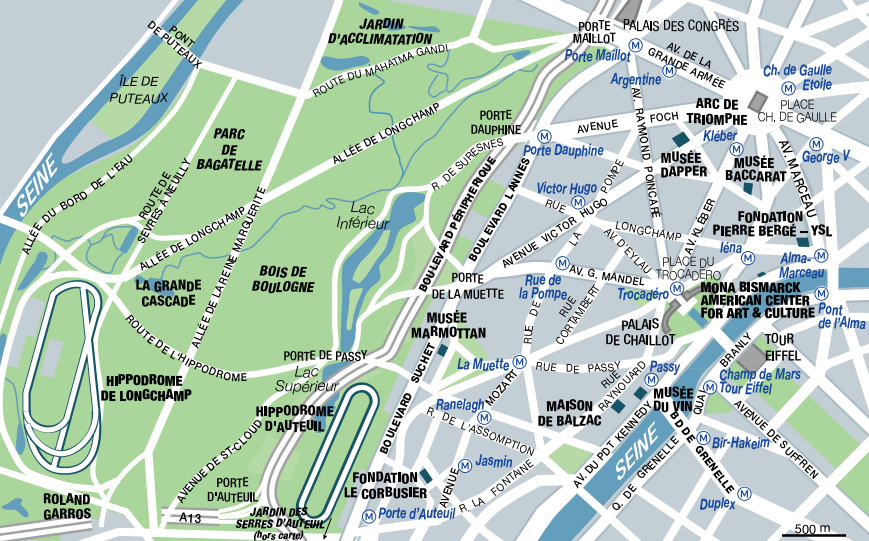 JARDIN
D'ACCLIMATATION
PONT
DE PUTEAUX
ÎLE DE
PUTEAUX
ROUTE DU MAHATMA GANDI
PORTE
MAILLOT
PALAIS DES CONGRÈS
Porte Maillot
M
AV. DE LA
GRANDE ARMÉE
Argentine
M
Ch. de Gaulle
M
Etoile
ARC DE
TRIOMPHE
PLACE
CH. DE GAULLE
PARC
DE
BAGATELLE
ALLÉE DE LONGCHAMP
PORTE
DAUPHINE
M
Porte Dauphine
AVENUE FOCH
AV. RAYMOND POINCARÉ
Kléber
M
MUSÉE
DAPPER
MUSÉE
BACCARAT
M
George V
AV. MARCEAU
SEINE
ALLÉE DU BORD DE L'EAU
ROUTE DE
SÈVRES À NEUILLY
ALLÉE DE LONGCHAMP
ALLÉE DE LA REINE MARGUERITE
R. DE SURESNES
BOULEVARD PÉRIPHERIQUE
BOULEVARD LANNES
Lac
Inférieur
Victor Hugo
M
RUE
DE
LA
POMPE
AVENUE VICTOR HUGO
LONGCHAMP
AV. D'EYLAU
AV. KLÉBER
FONDATION
PIERRE BERGÉ – YSL
Iéna
M
Alma-
Marceau
M
LA GRANDE
CASCADE
BOIS DE
BOULOGNE
PORTE
DE LA MUETTE
Rue de
la Pompe
M
AV. G. MANDEL
PLACE DU
TROCADÉRO
Trocadéro
M
MONA BISMARCK
AMERICAN CENTER
FOR ART & CULTURE
M
Pont
de l'Alma
RUE
CORTAMBERT
RUE DE
MUSÉE
MARMOTTAN
PALAIS
DE CHAILLOT
TOUR
EIFFEL
ROUTE DE L'HIPPODROME
PORTE DE PASSY
Lac
Supérieur
La Muette
M
RUE DE PASSY
RUE
RAYNOUARD
Passy
M
QUAI
BRANLY
Champ de Mars
M
Tour Eiffel
HIPPODROME
DE LONGCHAMP
HIPPODROME
D'AUTEUIL
BOULEVARD SUCHET
Ranelagh
M
MOZART
R. DE L'ASSOMPTION
MAISON
DE BALZAC
MUSÉE
DU VIN
AVENUE DE SUFFREN
AVENUE DE ST-CLOUD
M
Bir-Hakeim
BD DE GRENELLE
SEINE
AV. DU PDT KENNEDY
Q. DE GRENELLE
M
Jasmin
AVENUE
R. LA FONTAINE
FONDATION
LE CORBUSIER
ROLAND
GARROS
PORTE
D'AUTEUIL
A13
JARDIN DES
SERRES D'AUTEUIL
(hors carte)
M
Porte d'Auteuil
Duplex
M
500 m